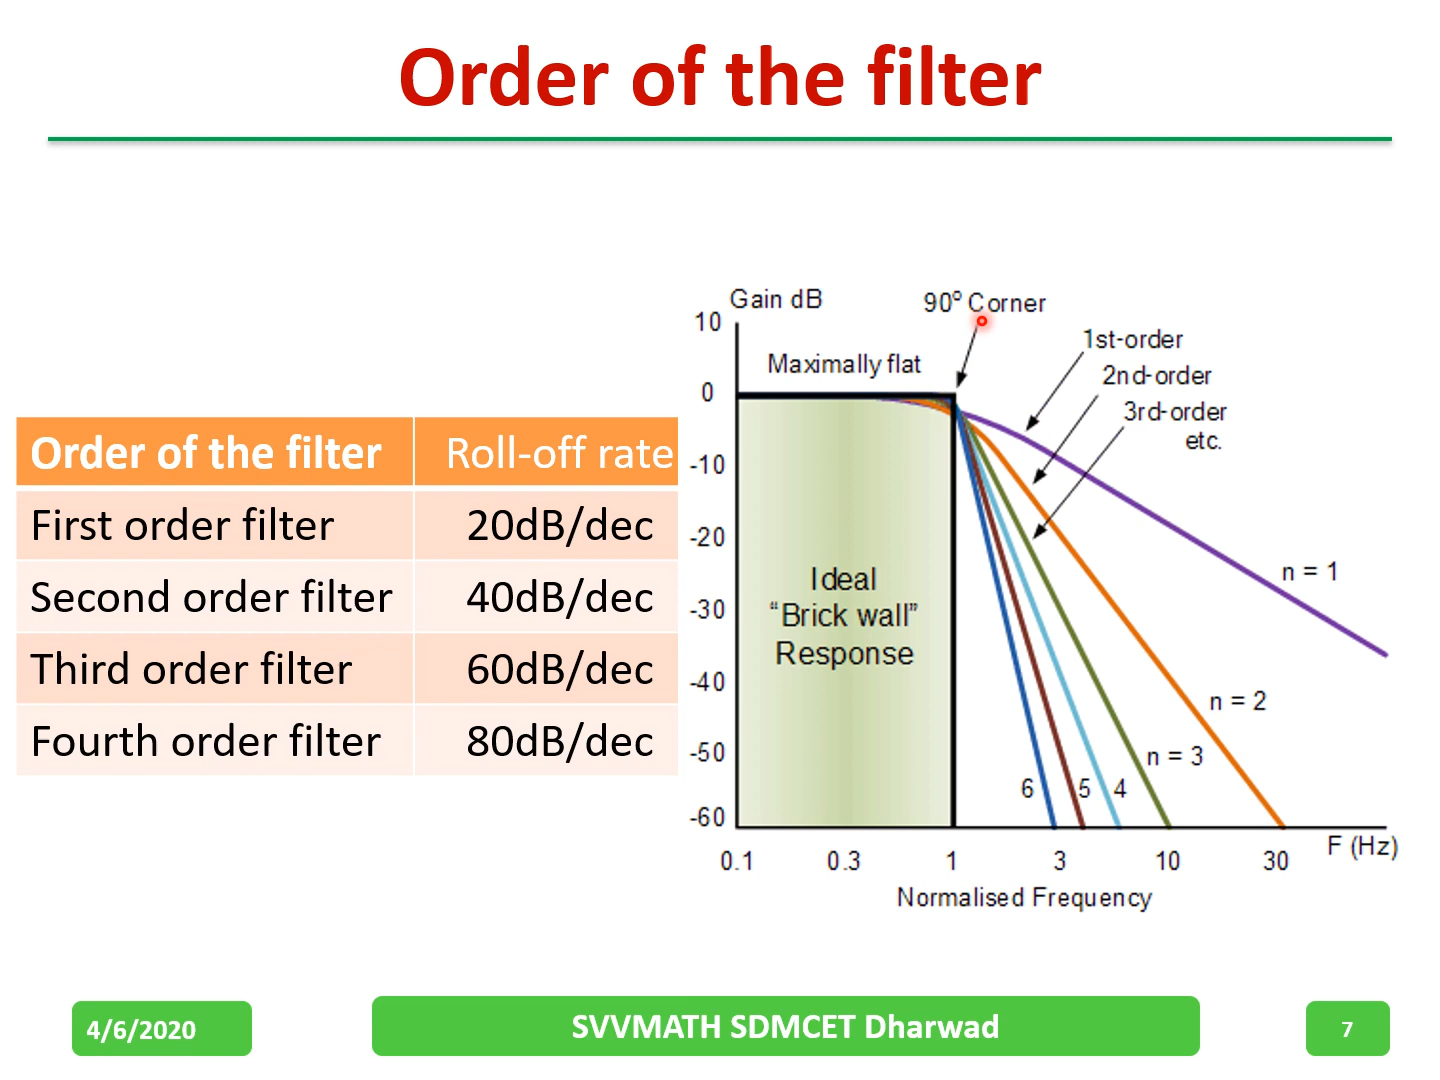 Order of the filter
Order of the filter Roll-off rate
First order filter 20dB/dec
Second order filter 40dB/dec
Third order filter 60dB/dec
Fourth order filter 80dB/dec
Gain dB
90º Corner
10
Maximally flat
1st-order
2nd-order
3rd-order
etc.
0
-10
-20
-30
-40
-50
-60
Ideal
“Brick wall”
Response
n = 1
n = 2
n = 3
6 5 4
0.1 0.3 1 3 10 30 F (Hz)
Normalised Frequency
4/6/2020
SVVMATH SDMCET Dharwad
7